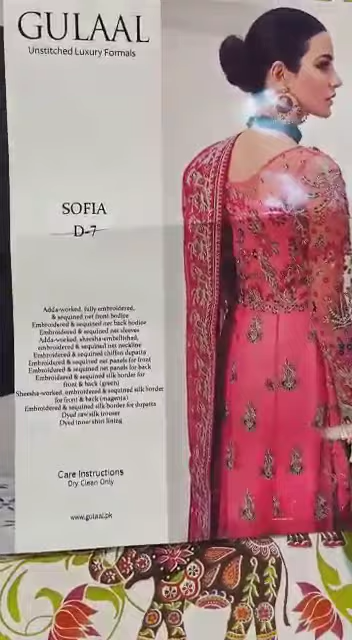 GULAAL
Unstitched Luxury Formals
SOFIA
D-7
Adda-worked, fully embroidered,
& sequined net front bodice
Embroidered & sequined net back bodice
Embroidered & sequined net sleeves
Adda-worked, sheesha-embellished,
embroidered & sequined net neckline
Embroidered & sequined chiffon dupatta
Embroidered & sequined net panels for front
Embroidered & sequined net panels for back
Embroidered & sequined silk border for
front & back (green)
Sheesha-worked, embroidered & sequined silk border
for front & back (magenta)
Embroidered & sequined silk border for dupatta
Dyed raw silk trouser
Dyed inner shirt lining
Care Instructions
Dry Clean Only
www.gulaal.pk